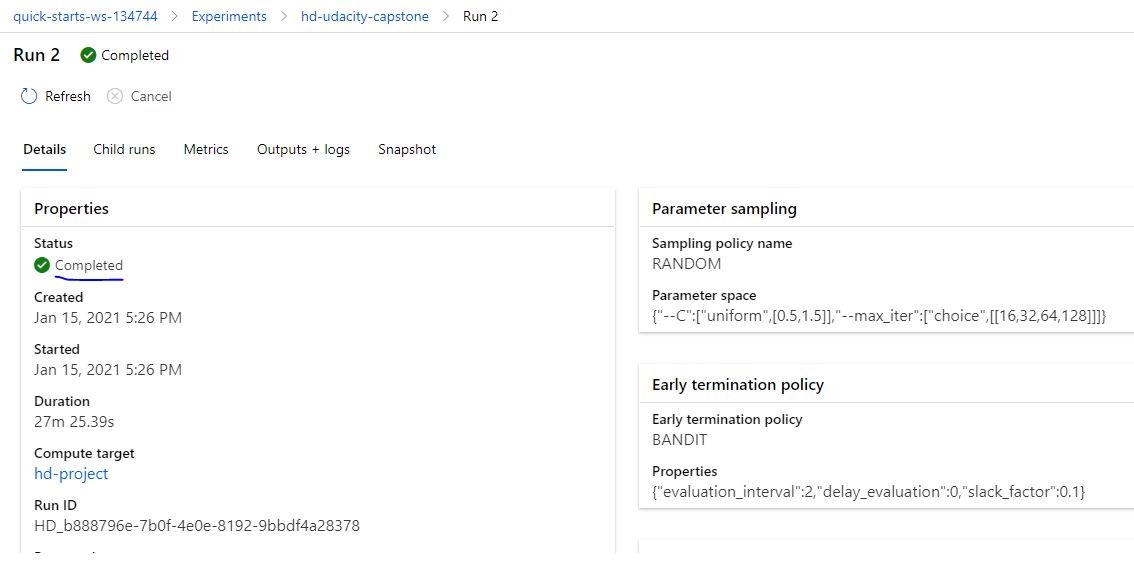 quick-starts-ws-134744 > Experiments > hd-udacity-capstone > Run 2
Run 2 Completed
Refresh Cancel
Details Child runs Metrics Outputs + logs Snapshot
Properties
Status
Completed
Created
Jan 15, 2021 5:26 PM
Started
Jan 15, 2021 5:26 PM
Duration
27m 25.39s
Compute target
hd-project
Run ID
HD_b888796e-7b0f-4e0e-8192-9bbdf4a28378
Parameter sampling
Sampling policy name
RANDOM
Parameter space
{"--C":["uniform",[0.5,1.5]],"--max_iter":["choice",[[16,32,64,128]]]}
Early termination policy
Early termination policy
BANDIT
Properties
{"evaluation_interval":2,"delay_evaluation":0,"slack_factor":0.1}